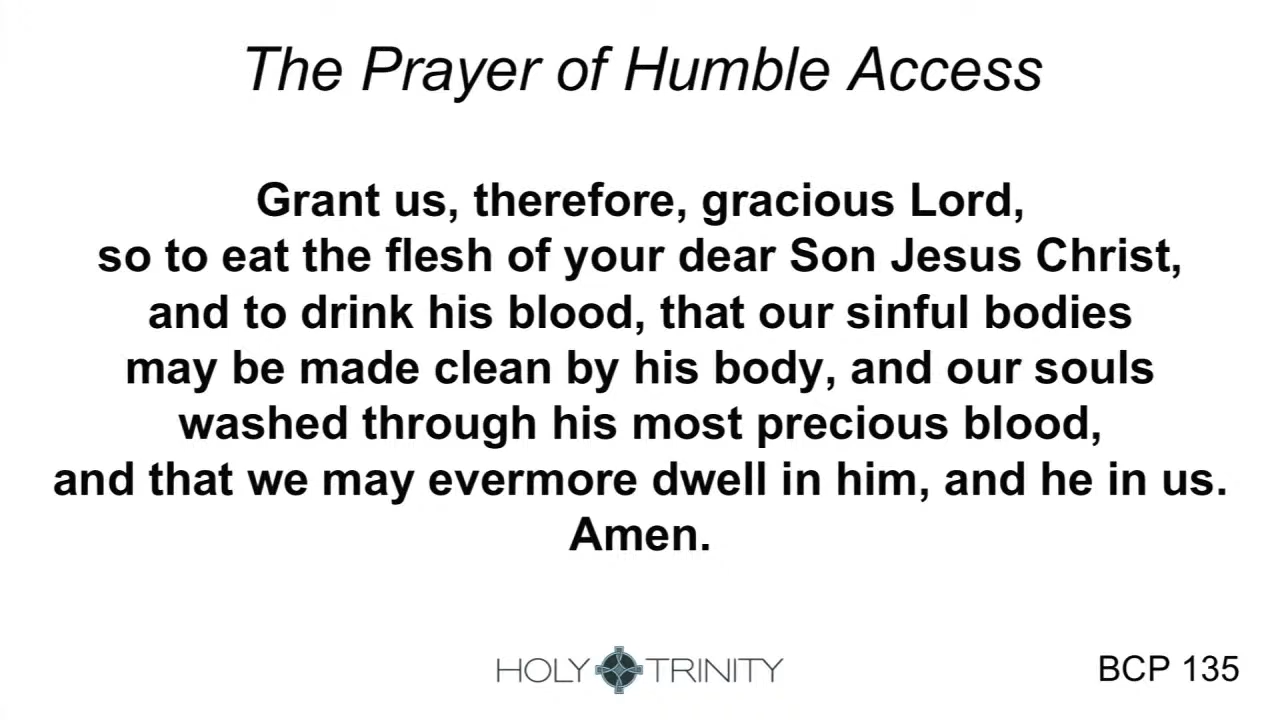 The Prayer of Humble Access
Grant us, therefore, gracious Lord,
so to eat the flesh of your dear Son Jesus Christ,
and to drink his blood, that our sinful bodies
may be made clean by his body, and our souls
washed through his most precious blood,
and that we may evermore dwell in him, and he in us.
Amen.
HOLY TRINITY
BCP 135